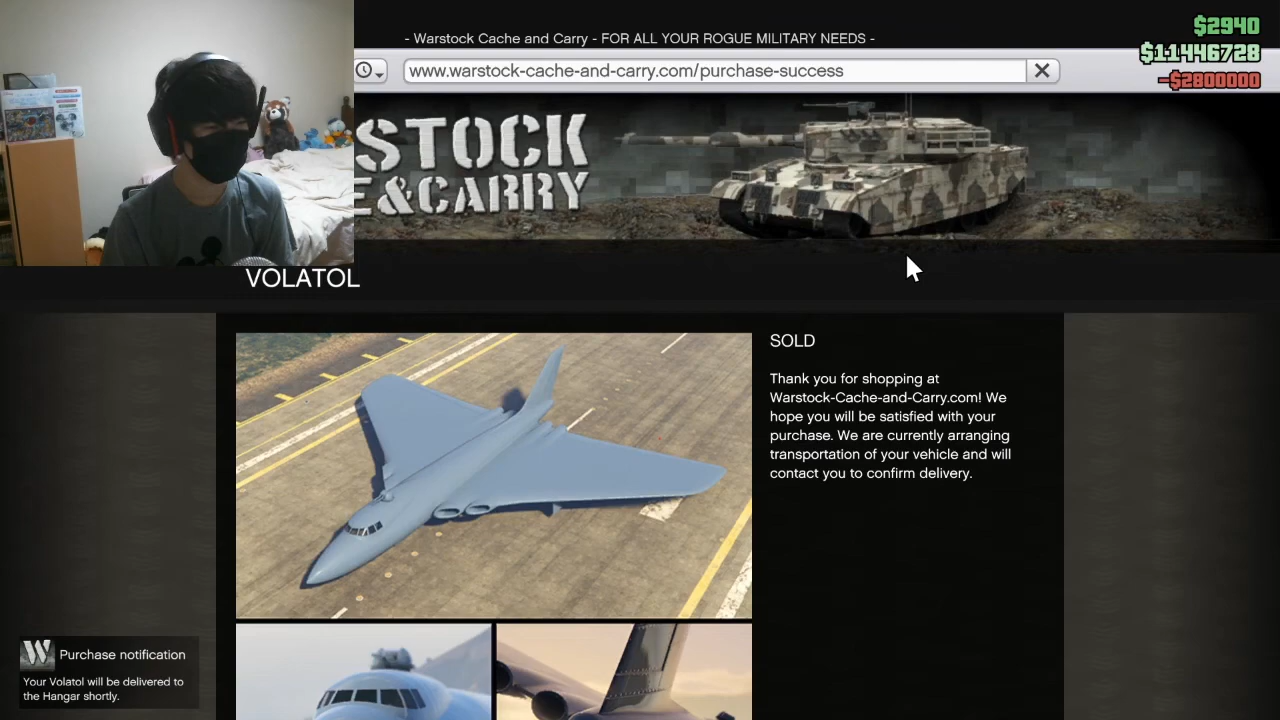 - Warstock Cache and Carry - FOR ALL YOUR ROGUE MILITARY NEEDS -
$2940
$11446728
-$2800000
www.warstock-cache-and-carry.com/purchase-success
STOCK
E&CARRY
VOLATOL
SOLD
Thank you for shopping at
Warstock-Cache-and-Carry.com! We
hope you will be satisfied with your
purchase. We are currently arranging
transportation of your vehicle and will
contact you to confirm delivery.
W
Purchase notification
Your Volatol will be delivered to
the Hangar shortly.